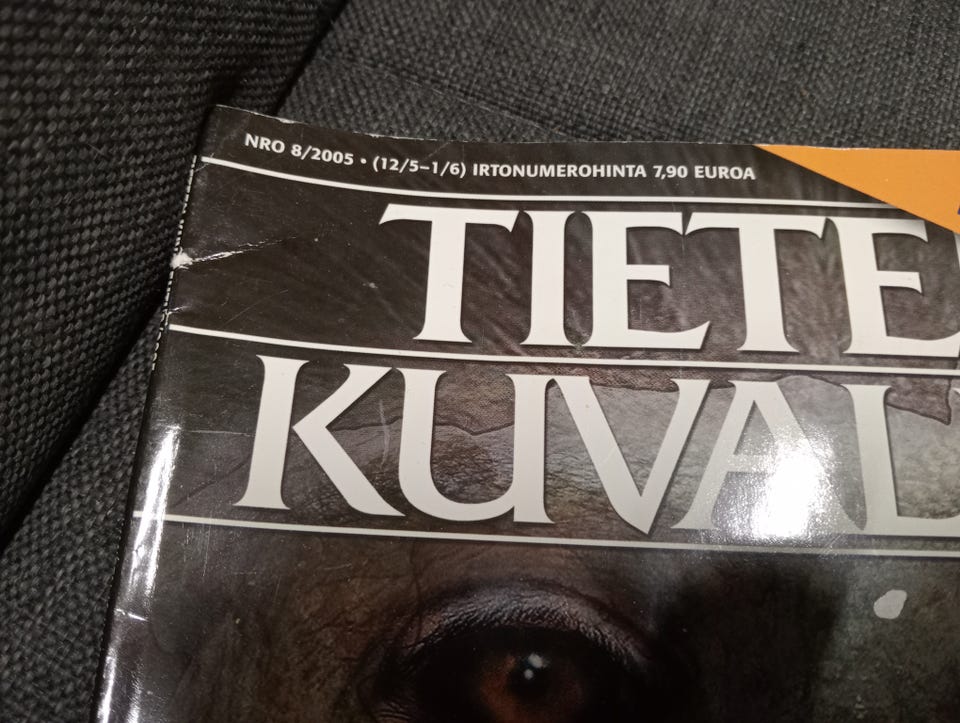 NRO 8/2005 • (12/5–1/6) IRTONUMEROHINTA 7,90 EUROA
TIETE
KUVAL